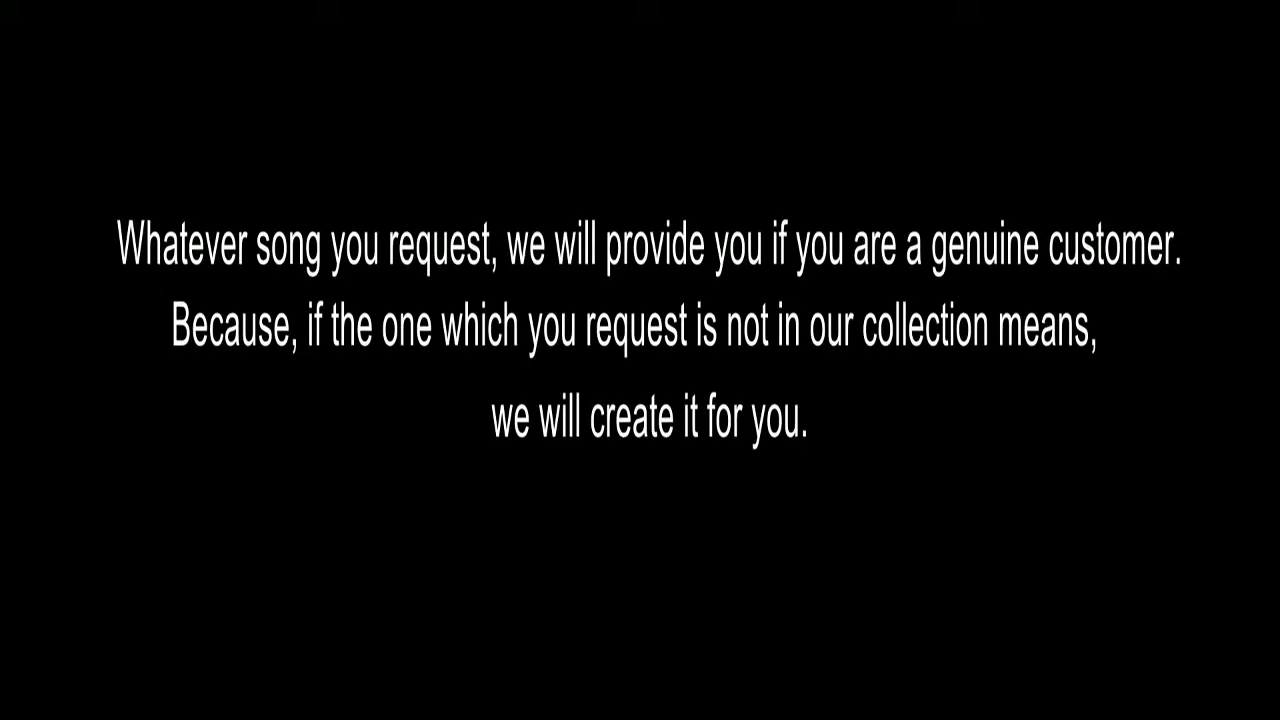 Whatever song you request, we will provide you if you are a genuine customer.
Because, if the one which you request is not in our collection means,
we will create it for you.